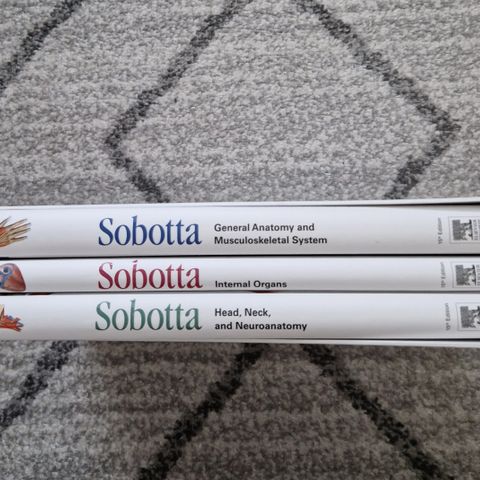 Sobotta
General Anatomy and
Musculoskeletal System
Sobotta
Internal Organs
Sobotta
Head, Neck,
and Neuroanatomy